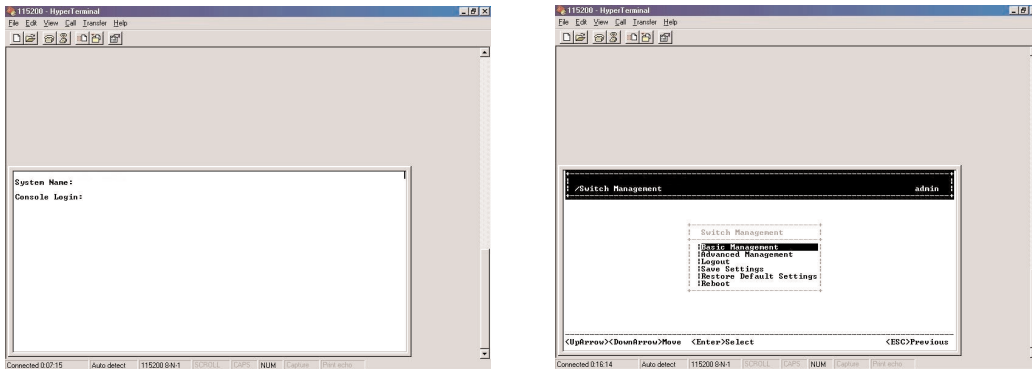 115200 - HyperTerminal
File Edit View Call Transfer Help
System Name:
Console Login:
Connected 0:07:15 Auto detect 115200 8-N-1 SCROLL CAPS NUM Capture Print echo
115200 - HyperTerminal
File Edit View Call Transfer Help
/Switch Management admin
Switch Management
Basic Management
Advanced Management
Logout
Save Settings
Restore Default Settings
Reboot
<UpArrow><DownArrow>Move <Enter>Select <ESC>Previous
Connected 0:16:14 Auto detect 115200 8-N-1 SCROLL CAPS NUM Capture Print echo